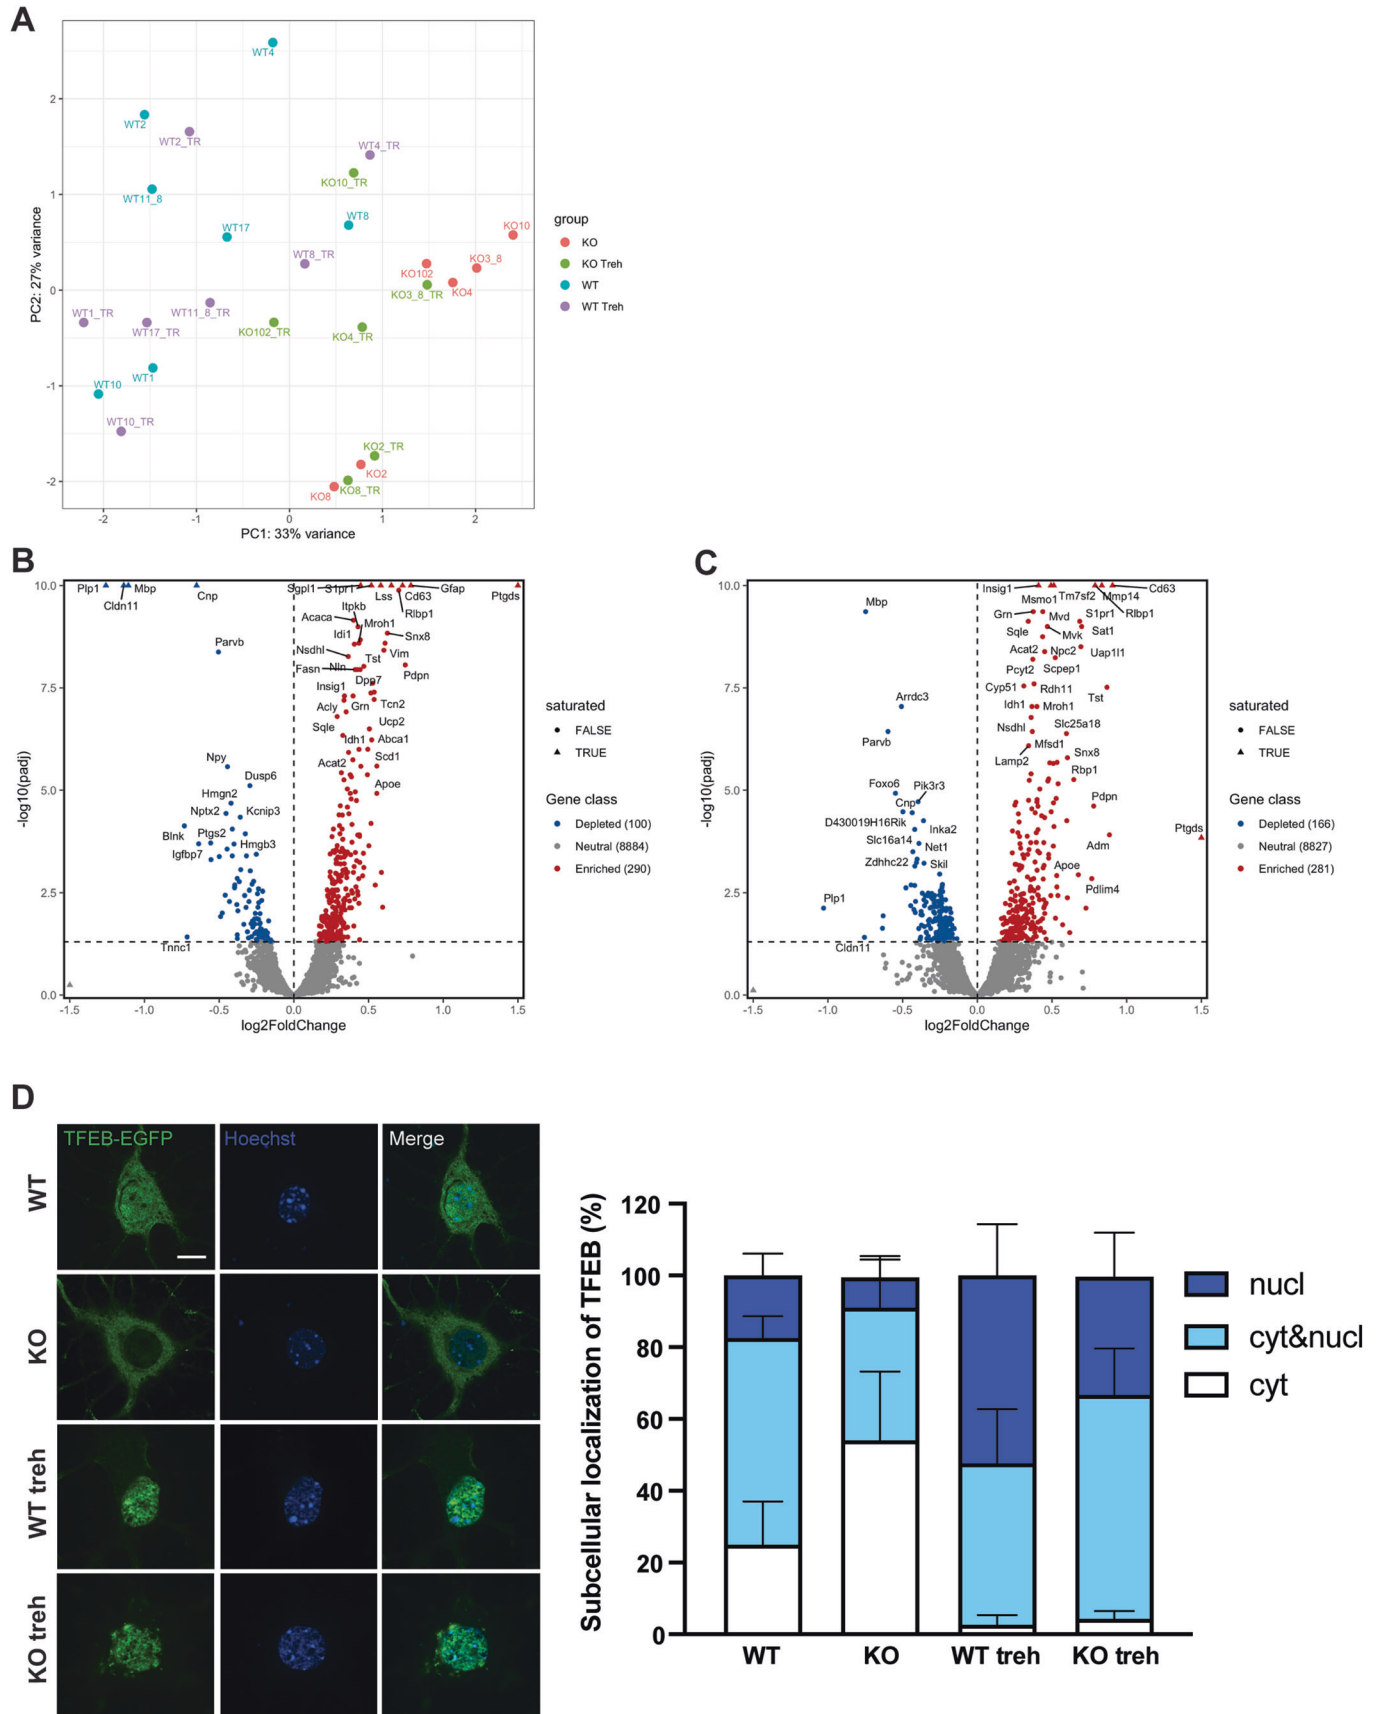 A
WT4
2
WT2
WT2_TR
WT4_TR
KO10_TR
1
WT11_8
WT8
WT17
KO10
WT8_TR
KO3_8
KO102
KO4
KO3_8_TR
0
WT11_8_TR
WT1_TR
WT17_TR
KO102_TR
KO4_TR
WT1
-1
WT10
WT10_TR
KO2_TR
KO2
-2
KO8
KO8_TR
-2 -1 0 1 2
PC1: 33% variance
PC2: 27% variance
group
KO
KO Treh
WT
WT Treh
B
10.0
7.5
5.0
2.5
0.0
-log10(padj)
Plp1
Cldn11
Mbp
Cnp
Sgpl1
S1pr1
Lss
Cd63
Gfap
Ptgds
Rlbp1
Itpkb
Acaca
Mroh1
Idi1
Snx8
Parvb
Nsdhl
Tst
Vim
Fasn
Nln
Pdpn
Dpp7
Insig1
Tcn2
Acly
Grn
Ucp2
Sqle
Idh1
Abca1
Scd1
Acat2
Apoe
Npy
Dusp6
Hmgn2
Nptx2
Kcnip3
Blnk
Ptgs2
Hmgb3
Igfbp7
Tnnc1
-1.5 -1.0 -0.5 0.0 0.5 1.0 1.5
log2FoldChange
saturated
FALSE
TRUE
Gene class
Depleted (100)
Neutral (8884)
Enriched (290)
C
10.0
7.5
5.0
2.5
0.0
-log10(padj)
Insig1
Tm7sf2
Mmp14
Cd63
Msmo1
Rlbp1
Mbp
Grn
Mvd
S1pr1
Sqle
Mvk
Sat1
Acat2
Npc2
Uap1l1
Pcyt2
Scpep1
Cyp51
Rdh11
Tst
Arrdc3
Idh1
Mroh1
Slc25a18
Nsdhl
Parvb
Mfsd1
Snx8
Lamp2
Rbp1
Foxo6
Pik3r3
Cnp
Pdpn
D430019H16Rik
Inka2
Ptgds
Slc16a14
Net1
Adm
Zdhhc22
Skil
Apoe
Pdlim4
Plp1
Cldn11
-1.5 -1.0 -0.5 0.0 0.5 1.0 1.5
log2FoldChange
saturated
FALSE
TRUE
Gene class
Depleted (166)
Neutral (8827)
Enriched (281)
D
TFEB-EGFP Hoechst Merge
WT
KO
WT treh
KO treh
Subcellular localization of TFEB (%)
120
100
80
60
40
20
0
WT KO WT treh KO treh
nucl
cyt&nucl
cyt